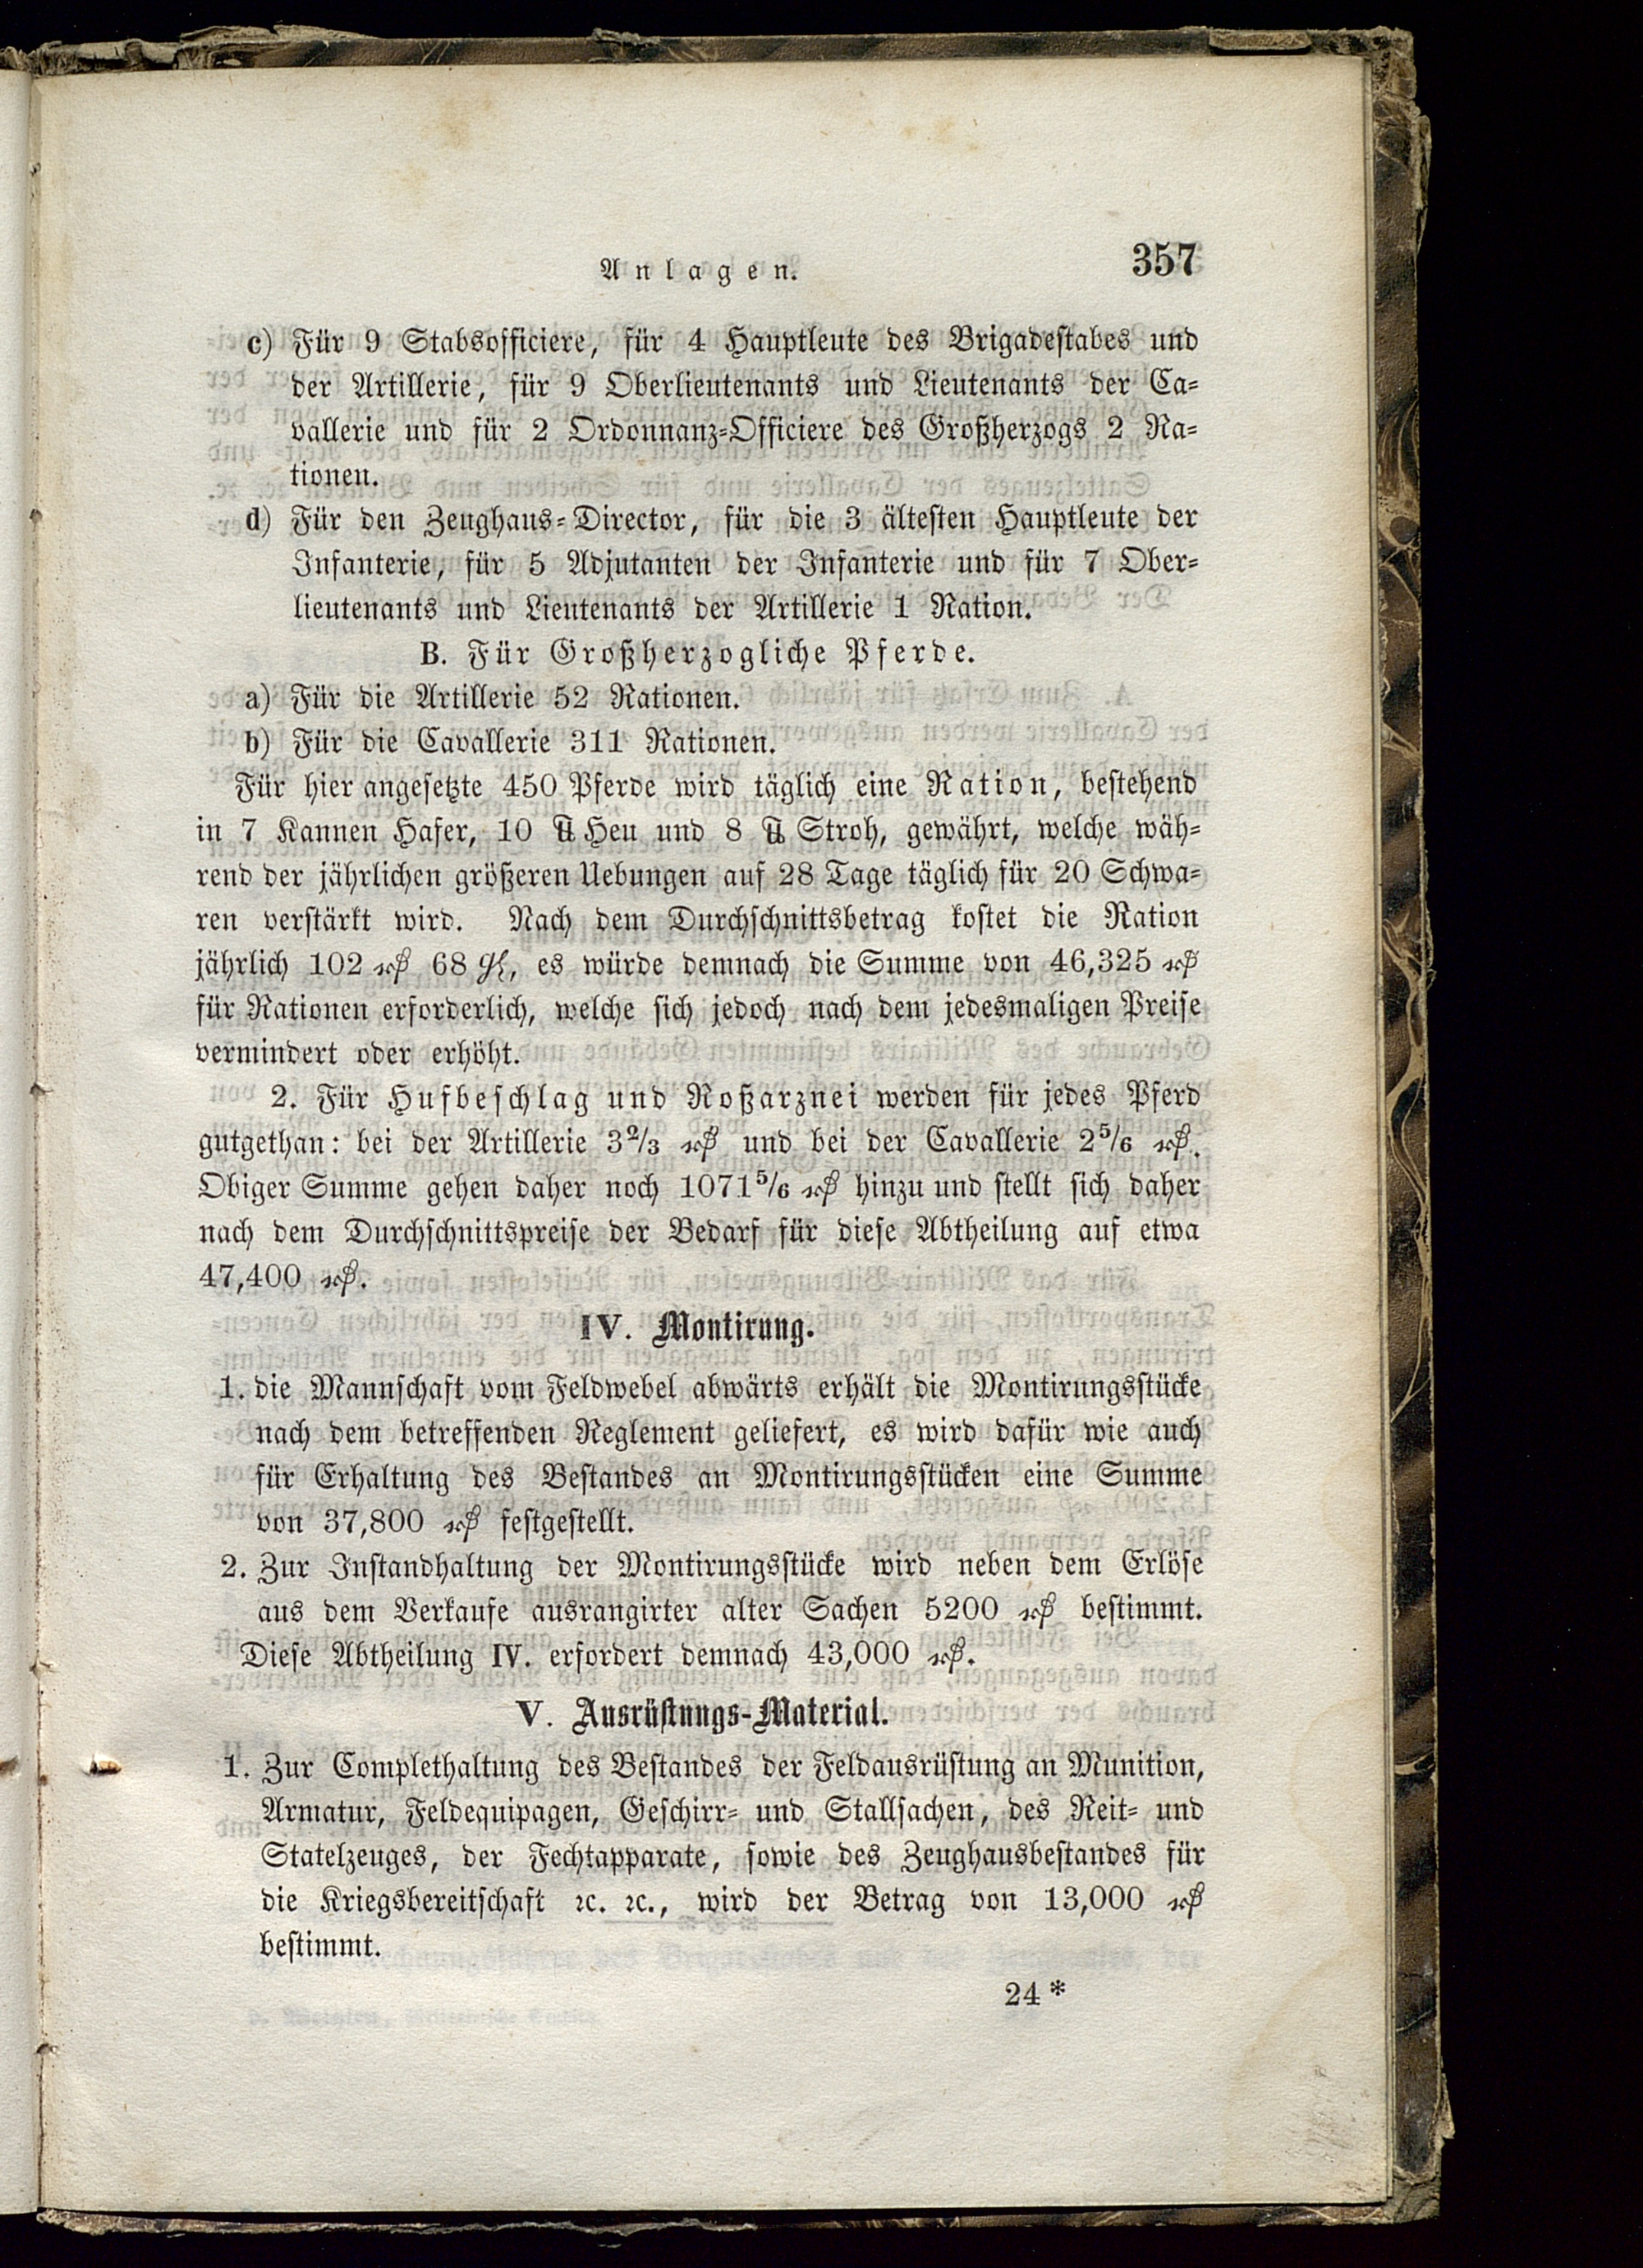 Anlagen.
357
c) Für 9 Stabsofficiere, für 4 Hauptleute des Brigadestabes und
der Artillerie, für 9 Oberlieutenants und Lieutenants der Ca-
vallerie und für 2 Ordonnanz-Officiere des Großherzogs 2 Ra-
tionen.
d) Für den Zeughaus-Director, für die 3 ältesten Hauptleute der
Infanterie, für 5 Adjutanten der Infanterie und für 7 Ober-
lieutenants und Lieutenants der Artillerie 1 Ration.
B. Für Großherzogliche Pferde.
a) Für die Artillerie 52 Rationen.
b) Für die Cavallerie 311 Rationen.
Für hier angesetzte 450 Pferde wird täglich eine Ration, bestehend
in 7 Kannen Hafer, 10 ℔ Heu und 8 ℔ Stroh, gewährt, welche wäh-
rend der jährlichen größeren Uebungen auf 28 Tage täglich für 20 Schwa-
ren verstärkt wird. Nach dem Durchschnittsbetrag kostet die Ration
jährlich 102 ₰ 68 gr, es würde demnach die Summe von 46,325 ₰
für Rationen erforderlich, welche sich jedoch nach dem jedesmaligen Preise
vermindert oder erhöht.
2. Für Hufbeschlag und Roßarznei werden für jedes Pferd
gutgethan: bei der Artillerie 3 2/3 ₰ und bei der Cavallerie 2 5/6 ₰.
Obiger Summe gehen daher noch 1071 5/6 ₰ hinzu und stellt sich daher
nach dem Durchschnittspreise der Bedarf für diese Abtheilung auf etwa
47,400 ₰.
IV. Montirung.
1. die Mannschaft vom Feldwebel abwärts erhält die Montirungsstücke
nach dem betreffenden Reglement geliefert, es wird dafür wie auch
für Erhaltung des Bestandes an Montirungsstücken eine Summe
von 37,800 ₰ festgestellt.
2. Zur Instandhaltung der Montirungsstücke wird neben dem Erlöse
aus dem Verkaufe ausrangirter alter Sachen 5200 ₰ bestimmt.
Diese Abtheilung IV. erfordert demnach 43,000 ₰.
V. Ausrüstungs-Material.
1. Zur Complethaltung des Bestandes der Feldausrüstung an Munition,
Armatur, Feldequipagen, Geschirr- und Stallsachen, des Reit- und
Statelzeuges, der Fechtapparate, sowie des Zeughausbestandes für
die Kriegsbereitschaft ꝛc. ꝛc., wird der Betrag von 13,000 ₰
bestimmt.
24*